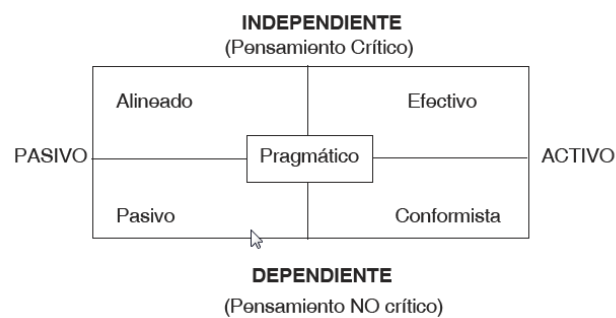 INDEPENDIENTE
(Pensamiento Crítico)
Alineado
Efectivo
PASIVO
Pragmático
ACTIVO
Pasivo
Conformista
DEPENDIENTE
(Pensamiento NO crítico)